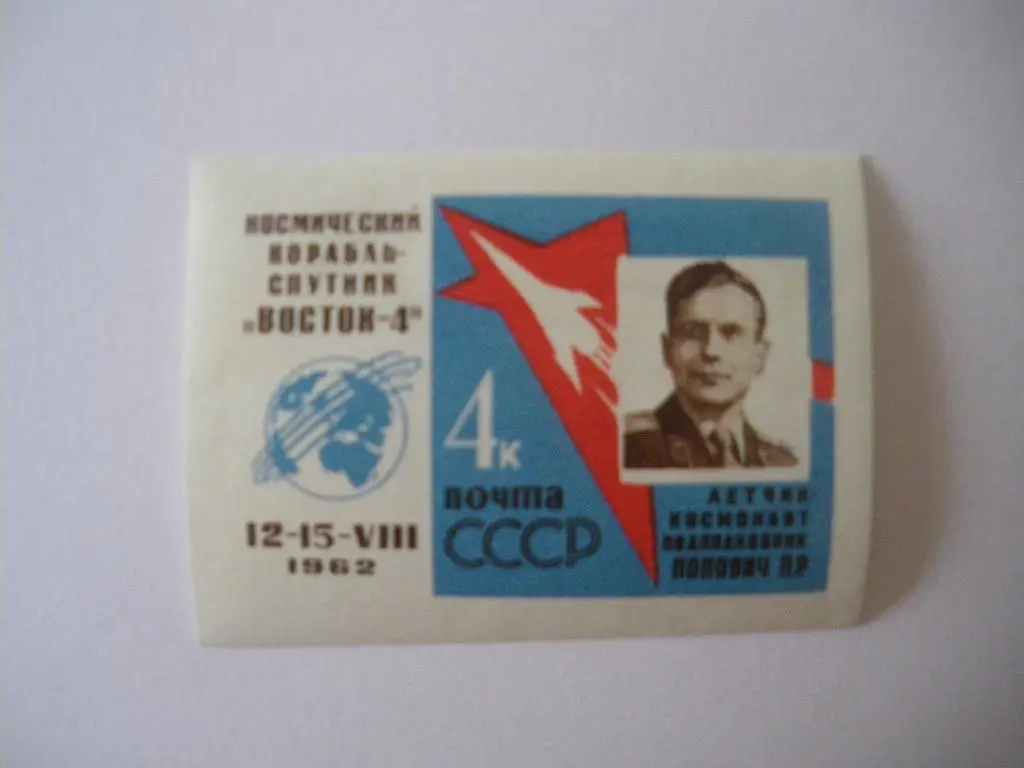 КОСМИЧЕСКИЙ
КОРАБЛЬ-
СПУТНИК
„ВОСТОК-4"
12-15-VIII
1962
4к
почта
СССР
ЛЕТЧИК-
КОСМОНАВТ
ПОДПОЛКОВНИК
ПОПОВИЧ П.Р.